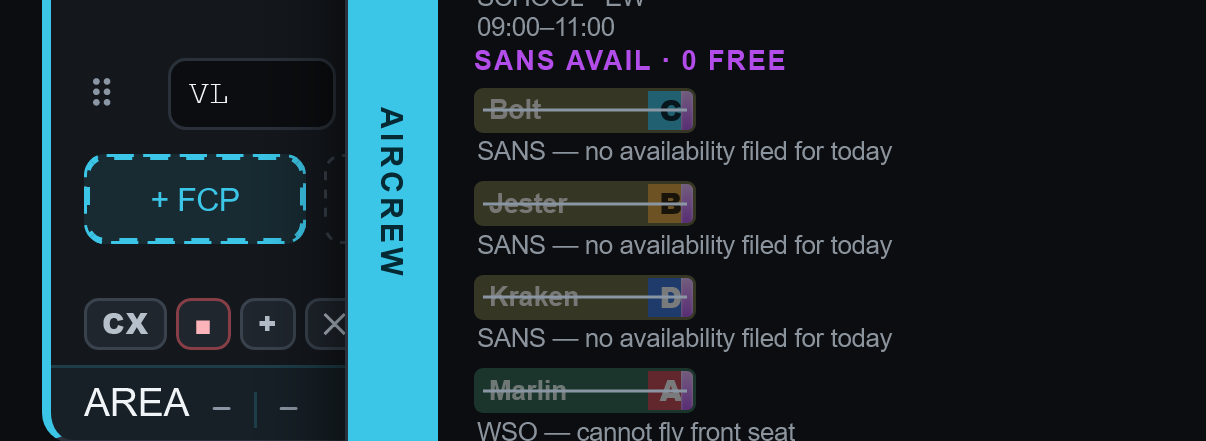 VL
+ FCP
CX
AREA – | –
AIRCREW
09:00–11:00
SANS AVAIL · 0 FREE
Bolt C
SANS — no availability filed for today
Jester B
SANS — no availability filed for today
Kraken D
SANS — no availability filed for today
Marlin A
WSO — cannot fly front seat